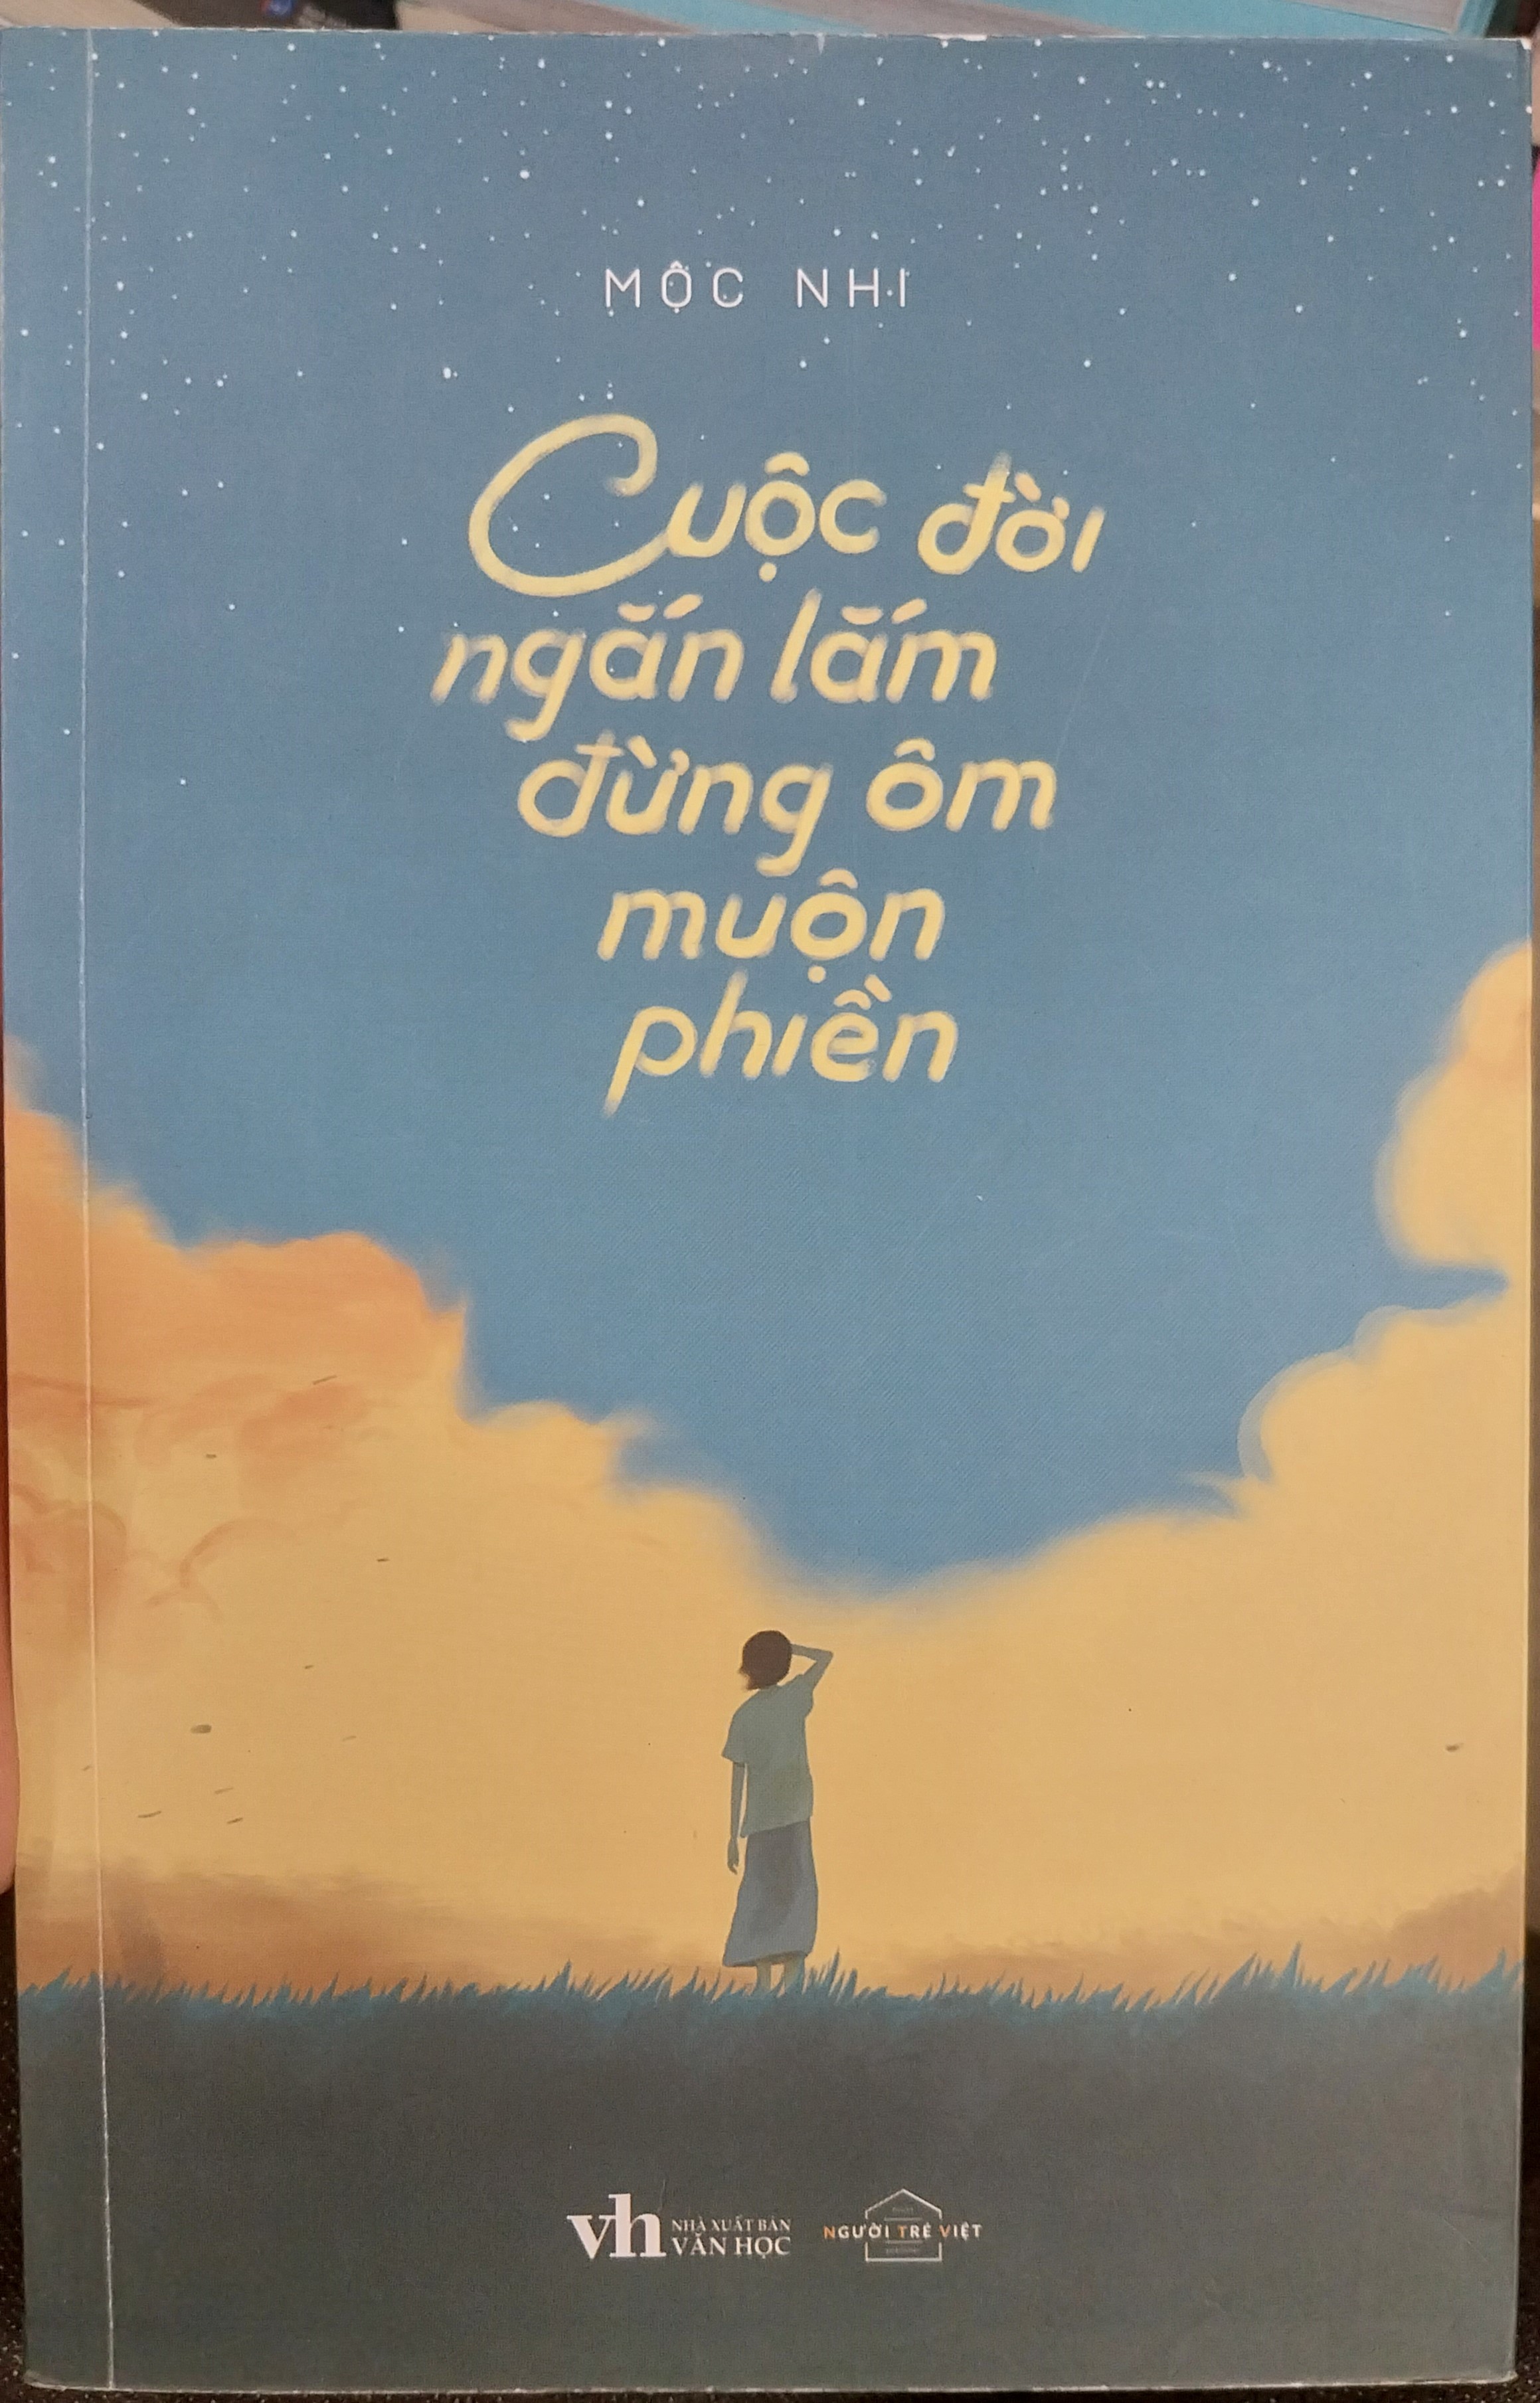 MỘC NHI
Cuộc đời
ngắn lắm
đừng ôm
muộn
phiền
vh NHÀ XUẤT BẢN
VĂN HỌC
NGƯỜI TRẺ VIỆT